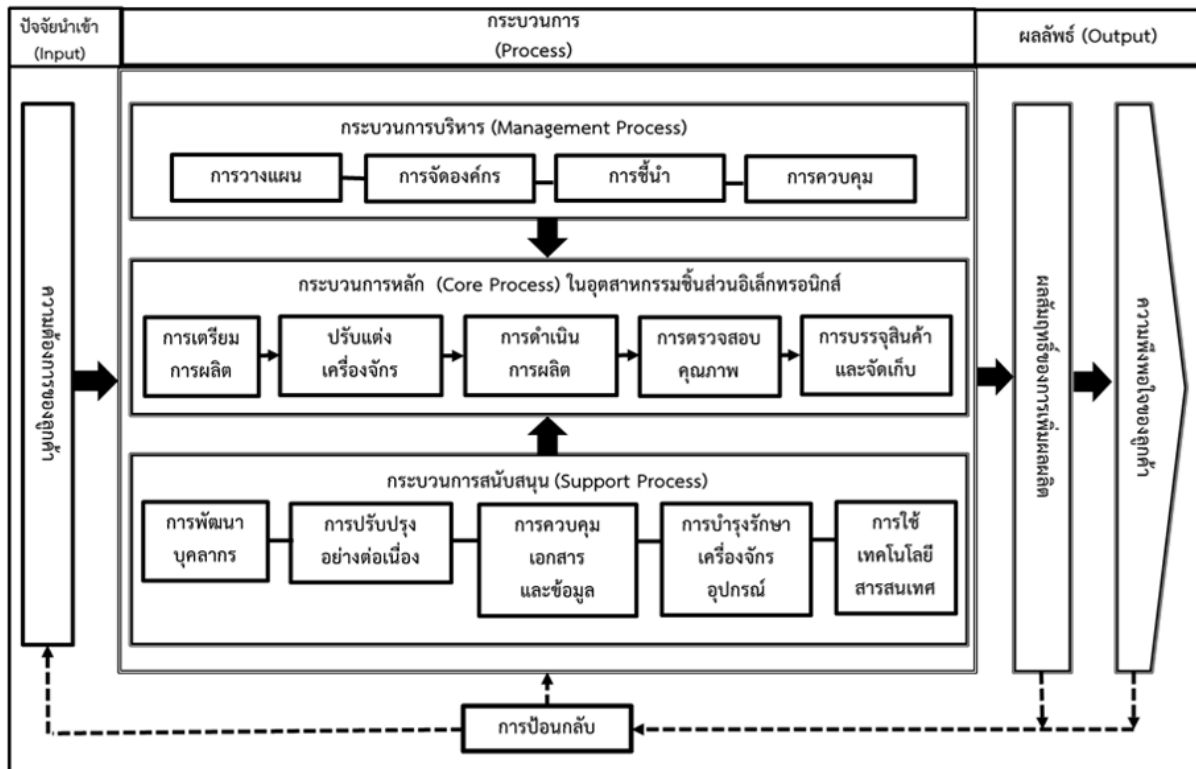 ปัจจัยนำเข้า
(Input)
กระบวนการ
(Process)
ผลลัพธ์ (Output)
ความต้องการของลูกค้า
กระบวนการบริหาร (Management Process)
การวางแผน
การจัดองค์กร
การชี้นำ
การควบคุม
กระบวนการหลัก (Core Process) ในอุตสาหกรรมชิ้นส่วนอิเล็กทรอนิกส์
การเตรียม
การผลิต
ปรับแต่ง
เครื่องจักร
การดำเนิน
การผลิต
การตรวจสอบ
คุณภาพ
การบรรจุสินค้า
และจัดเก็บ
กระบวนการสนับสนุน (Support Process)
การพัฒนา
บุคลากร
การปรับปรุง
อย่างต่อเนื่อง
การควบคุม
เอกสาร
และข้อมูล
การบำรุงรักษา
เครื่องจักร
อุปกรณ์
การใช้
เทคโนโลยี
สารสนเทศ
ผลสัมฤทธิ์ของการเพิ่มผลผลิต
ความพึงพอใจของลูกค้า
การป้อนกลับ